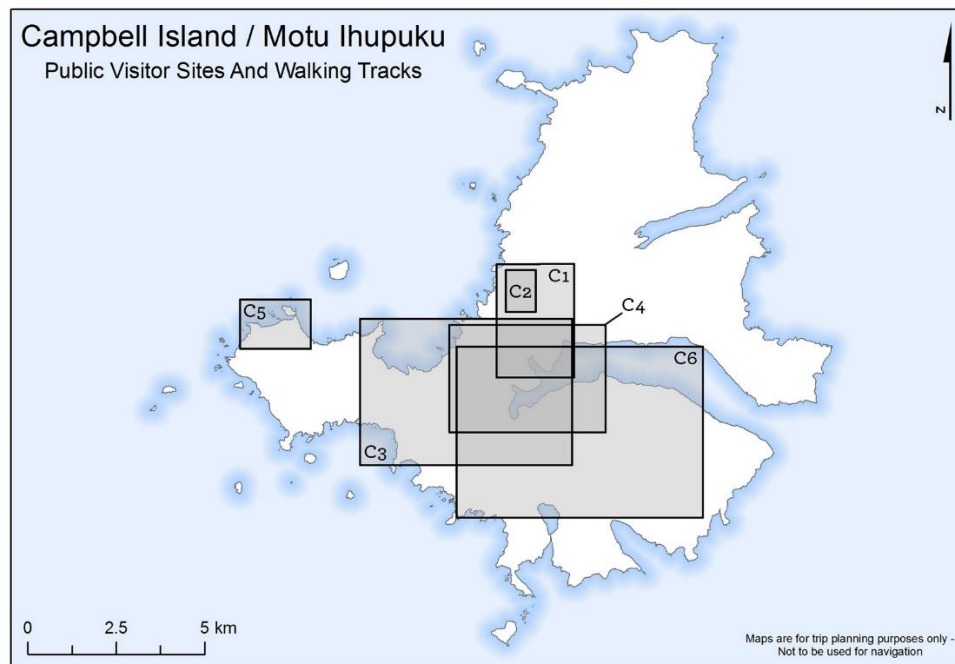 Campbell Island / Motu Ihupuku
Public Visitor Sites And Walking Tracks
N
C1
C2
C4
C5
C6
C3
0 2.5 5 km
Maps are for trip planning purposes only -
Not to be used for navigation